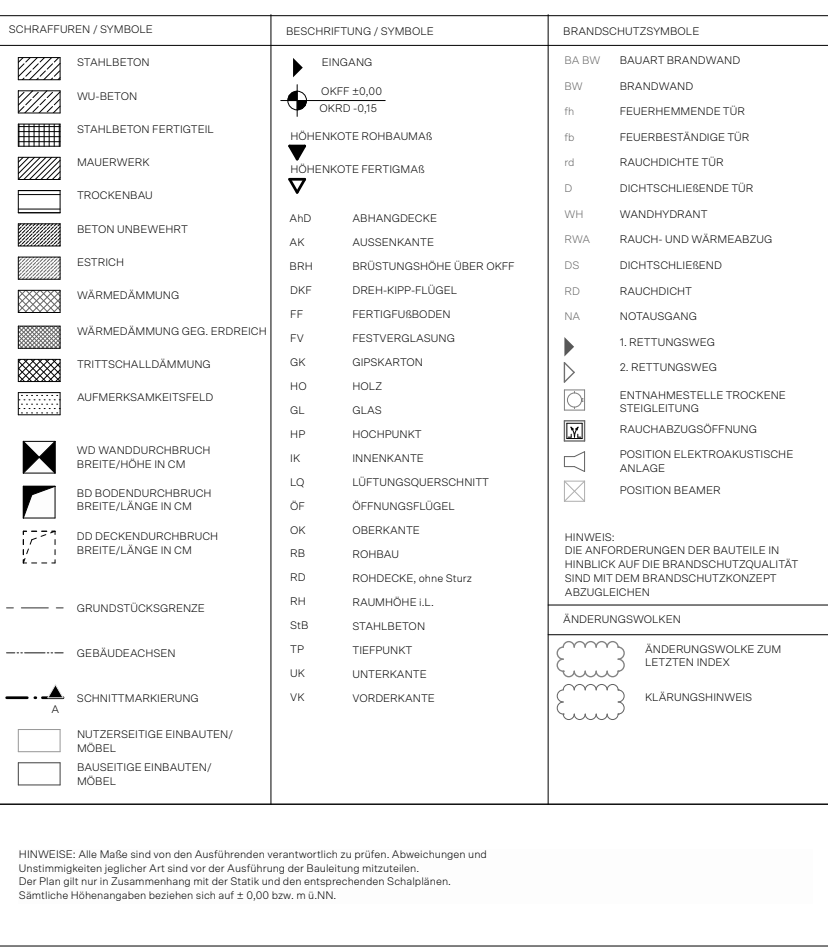 SCHRAFFUREN / SYMBOLE
STAHLBETON
WU-BETON
STAHLBETON FERTIGTEIL
MAUERWERK
TROCKENBAU
BETON UNBEWEHRT
ESTRICH
WÄRMEDÄMMUNG
WÄRMEDÄMMUNG GEG. ERDREICH
TRITTSCHALLDÄMMUNG
AUFMERKSAMKEITSFELD
WD WANDDURCHBRUCH
BREITE/HÖHE IN CM
BD BODENDURCHBRUCH
BREITE/LÄNGE IN CM
DD DECKENDURCHBRUCH
BREITE/LÄNGE IN CM
GRUNDSTÜCKSGRENZE
GEBÄUDEACHSEN
SCHNITTMARKIERUNG
A
NUTZERSEITIGE EINBAUTEN/
MÖBEL
BAUSEITIGE EINBAUTEN/
MÖBEL
BESCHRIFTUNG / SYMBOLE
EINGANG
OKFF ±0,00
OKRD -0,15
HÖHENKOTE ROHBAUMAß
HÖHENKOTE FERTIGMAß
AhD ABHANGDECKE
AK AUSSENKANTE
BRH BRÜSTUNGSHÖHE ÜBER OKFF
DKF DREH-KIPP-FLÜGEL
FF FERTIGFUßBODEN
FV FESTVERGLASUNG
GK GIPSKARTON
HO HOLZ
GL GLAS
HP HOCHPUNKT
IK INNENKANTE
LQ LÜFTUNGSQUERSCHNITT
ÖF ÖFFNUNGSFLÜGEL
OK OBERKANTE
RB ROHBAU
RD ROHDECKE, ohne Sturz
RH RAUMHÖHE i.L.
StB STAHLBETON
TP TIEFPUNKT
UK UNTERKANTE
VK VORDERKANTE
BRANDSCHUTZSYMBOLE
BA BW BAUART BRANDWAND
BW BRANDWAND
fh FEUERHEMMENDE TÜR
fb FEUERBESTÄNDIGE TÜR
rd RAUCHDICHTE TÜR
D DICHTSCHLIEßENDE TÜR
WH WANDHYDRANT
RWA RAUCH- UND WÄRMEABZUG
DS DICHTSCHLIEßEND
RD RAUCHDICHT
NA NOTAUSGANG
1. RETTUNGSWEG
2. RETTUNGSWEG
ENTNAHMESTELLE TROCKENE
STEIGLEITUNG
RAUCHABZUGSÖFFNUNG
POSITION ELEKTROAKUSTISCHE
ANLAGE
POSITION BEAMER
HINWEIS:
DIE ANFORDERUNGEN DER BAUTEILE IN
HINBLICK AUF DIE BRANDSCHUTZQUALITÄT
SIND MIT DEM BRANDSCHUTZKONZEPT
ABZUGLEICHEN
ÄNDERUNGSWOLKEN
ÄNDERUNGSWOLKE ZUM
LETZTEN INDEX
KLÄRUNGSHINWEIS
HINWEISE: Alle Maße sind von den Ausführenden verantwortlich zu prüfen. Abweichungen und
Unstimmigkeiten jeglicher Art sind vor der Ausführung der Bauleitung mitzuteilen.
Der Plan gilt nur in Zusammenhang mit der Statik und den entsprechenden Schalplänen.
Sämtliche Höhenangaben beziehen sich auf ± 0,00 bzw. m ü.NN.